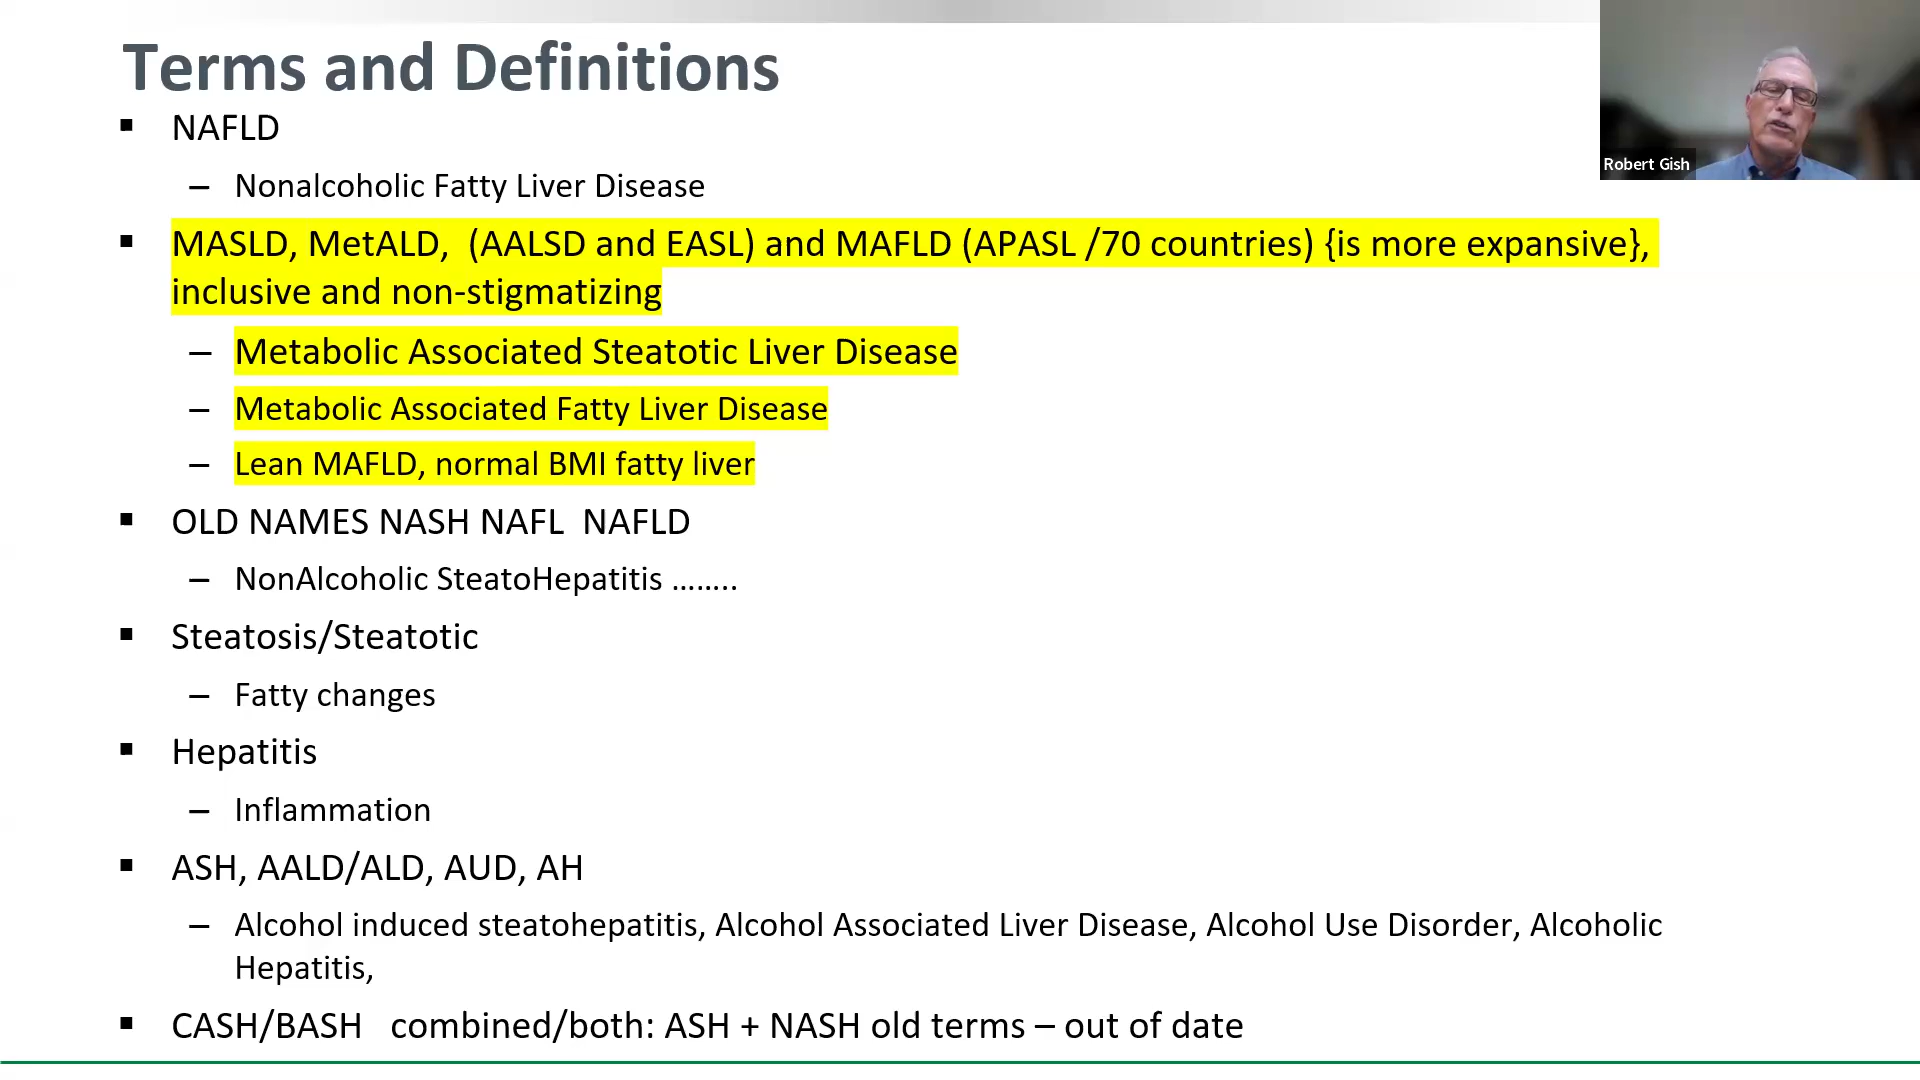 Terms and Definitions
Robert Gish
▪ NAFLD
– Nonalcoholic Fatty Liver Disease
▪ MASLD, MetALD,  (AALSD and EASL) and MAFLD (APASL /70 countries) {is more expansive},
inclusive and non-stigmatizing
– Metabolic Associated Steatotic Liver Disease
– Metabolic Associated Fatty Liver Disease
– Lean MAFLD, normal BMI fatty liver
▪ OLD NAMES NASH NAFL  NAFLD
– NonAlcoholic SteatoHepatitis ........
▪ Steatosis/Steatotic
– Fatty changes
▪ Hepatitis
– Inflammation
▪ ASH, AALD/ALD, AUD, AH
– Alcohol induced steatohepatitis, Alcohol Associated Liver Disease, Alcohol Use Disorder, Alcoholic
Hepatitis,
▪ CASH/BASH   combined/both: ASH + NASH old terms – out of date